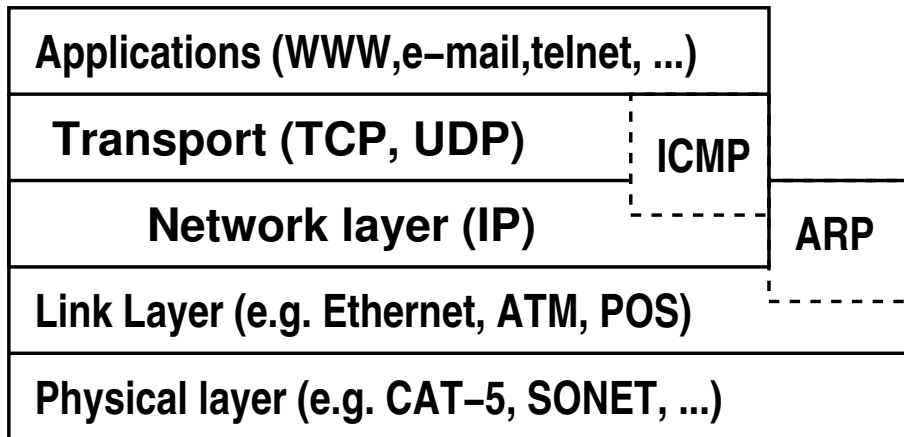 Applications (WWW,e−mail,telnet, ...)
Transport (TCP, UDP)
ICMP
Network layer (IP)
ARP
Link Layer (e.g. Ethernet, ATM, POS)
Physical layer (e.g. CAT−5, SONET, ...)